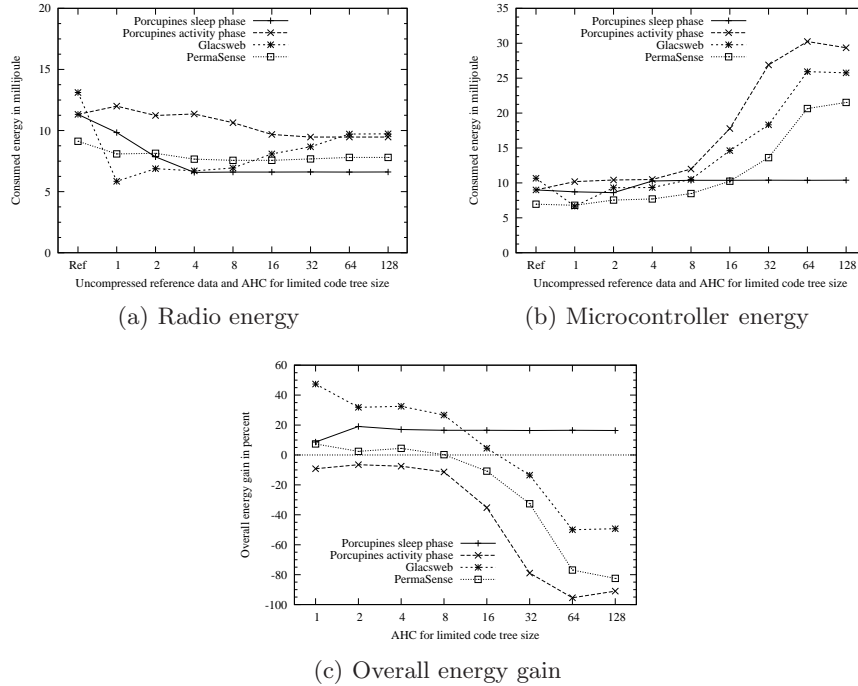 20
15
10
5
0
Consumed energy in millijoule
Porcupines sleep phase
Porcupines activity phase
Glacsweb
PermaSense
Ref 1 2 4 8 16 32 64 128
Uncompressed reference data and AHC for limited code tree size
(a) Radio energy
35
30
25
20
15
10
5
0
Consumed energy in millijoule
Porcupines sleep phase
Porcupines activity phase
Glacsweb
PermaSense
Ref 1 2 4 8 16 32 64 128
Uncompressed reference data and AHC for limited code tree size
(b) Microcontroller energy
60
40
20
0
-20
-40
-60
-80
-100
Overall energy gain in percent
Porcupines sleep phase
Porcupines activity phase
Glacsweb
PermaSense
1 2 4 8 16 32 64 128
AHC for limited code tree size
(c) Overall energy gain